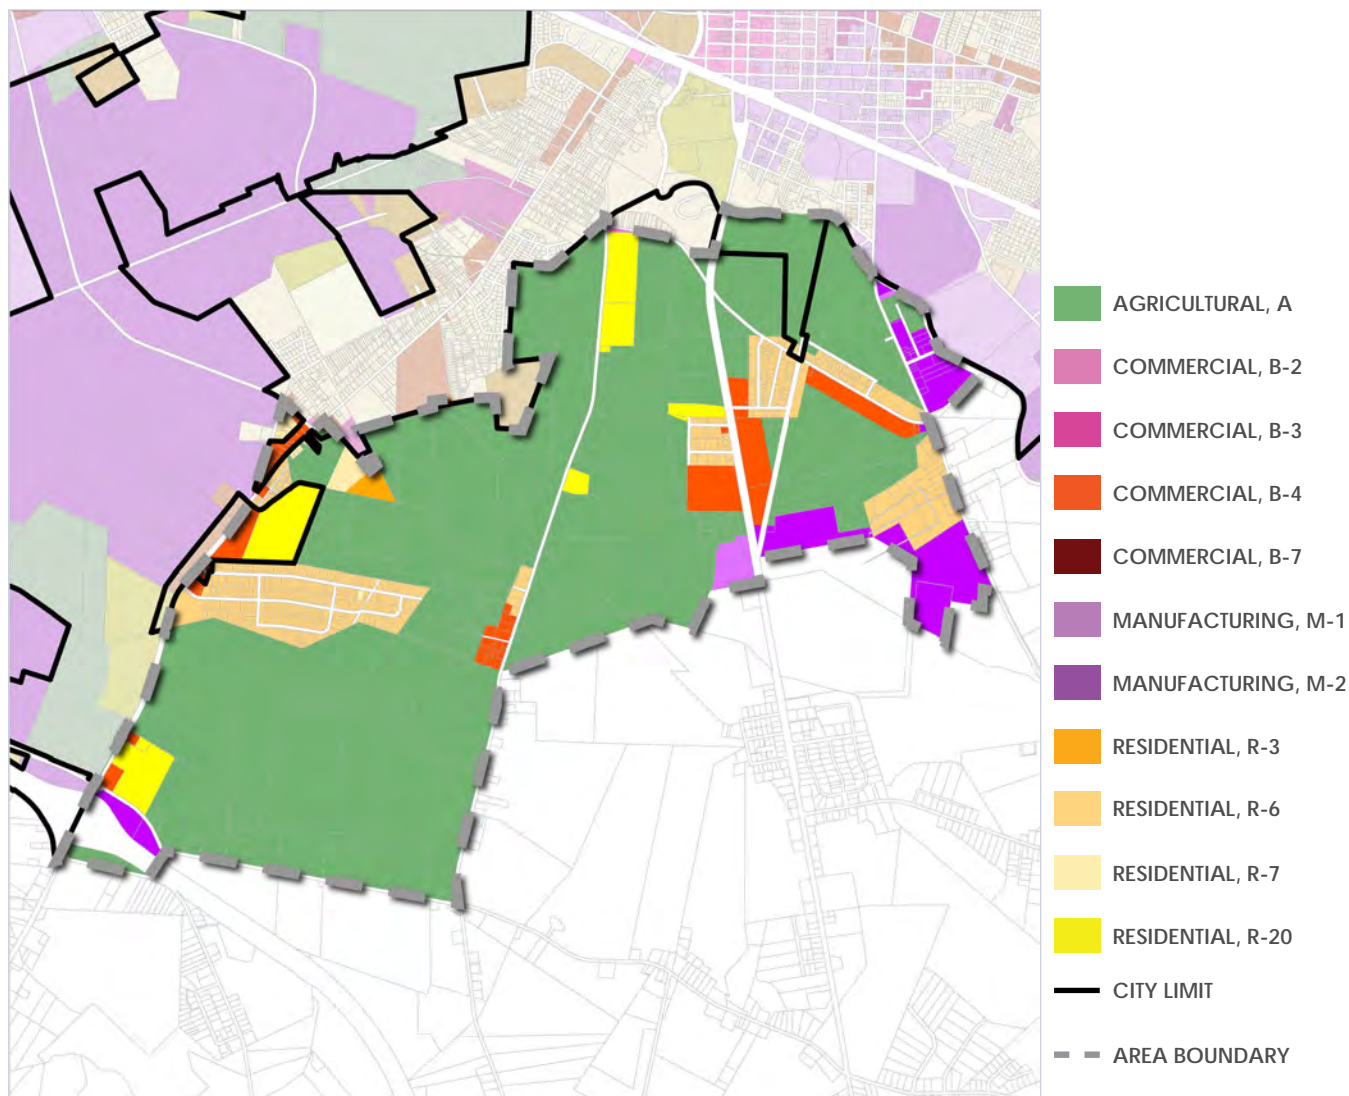 AGRICULTURAL, A
COMMERCIAL, B-2
COMMERCIAL, B-3
COMMERCIAL, B-4
COMMERCIAL, B-7
MANUFACTURING, M-1
MANUFACTURING, M-2
RESIDENTIAL, R-3
RESIDENTIAL, R-6
RESIDENTIAL, R-7
RESIDENTIAL, R-20
CITY LIMIT
AREA BOUNDARY